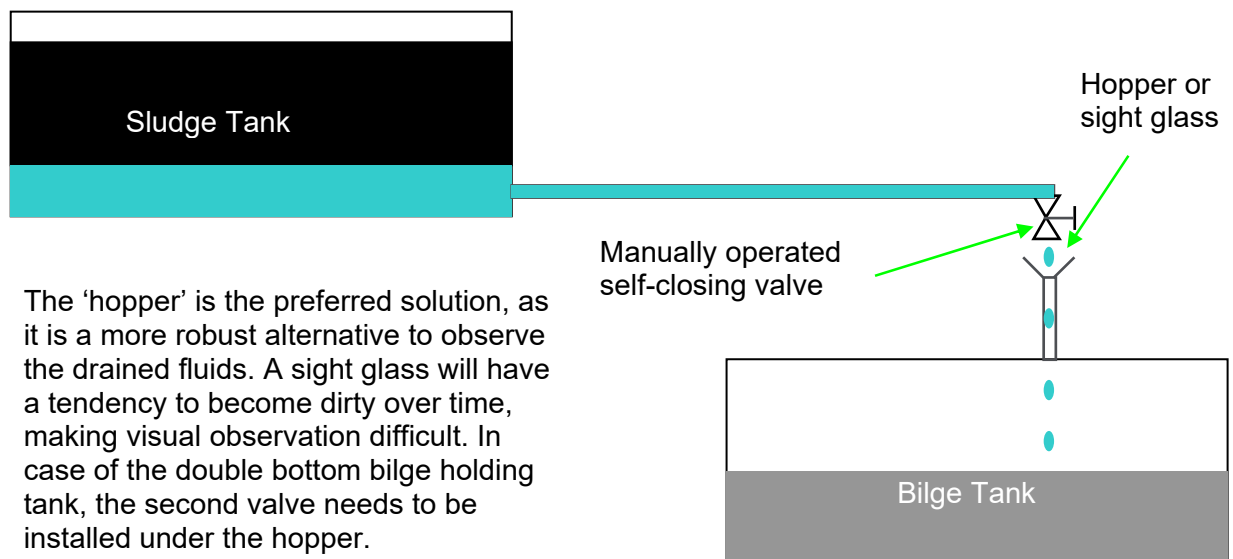 Sludge Tank
Hopper or
sight glass
Manually operated
self-closing valve
The ‘hopper’ is the preferred solution, as
it is a more robust alternative to observe
the drained fluids. A sight glass will have
a tendency to become dirty over time,
making visual observation difficult. In
case of the double bottom bilge holding
tank, the second valve needs to be
installed under the hopper.
Bilge Tank